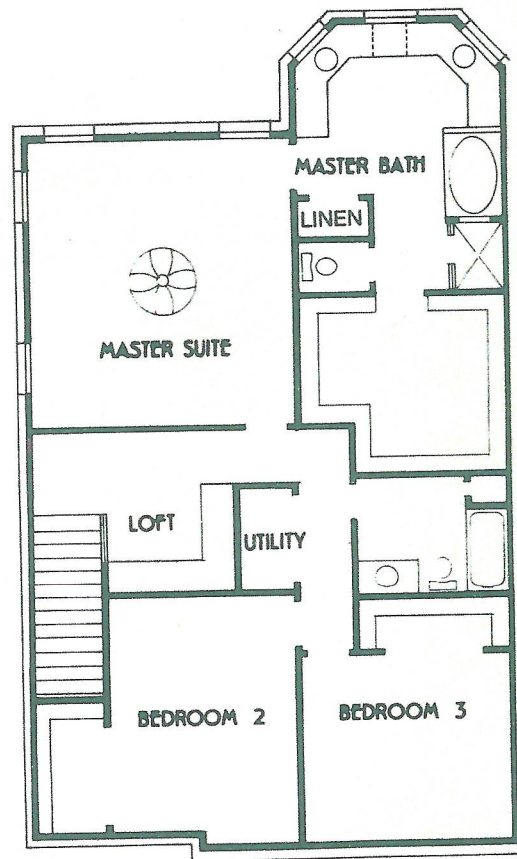 MASTER BATH
LINEN
MASTER SUITE
LOFT
UTILITY
BEDROOM 2
BEDROOM 3